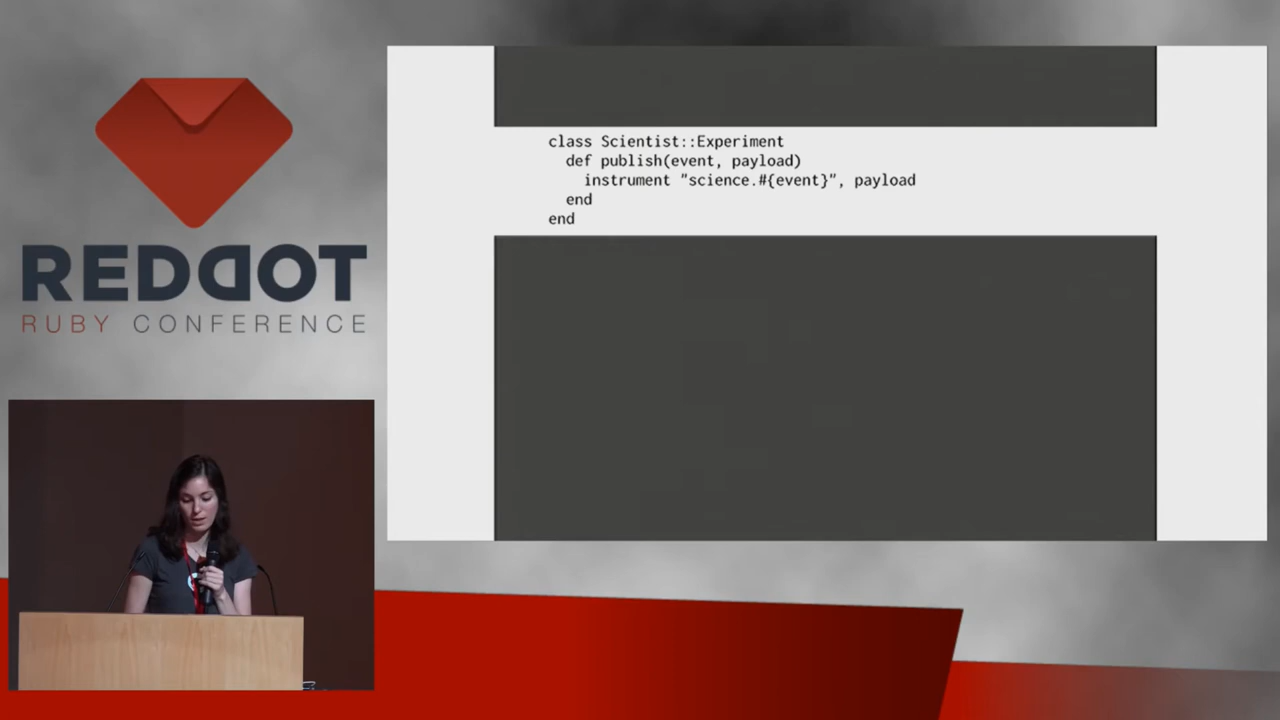 REDDOT
RUBY CONFERENCE
class Scientist::Experiment
  def publish(event, payload)
    instrument "science.#{event}", payload
  end
end